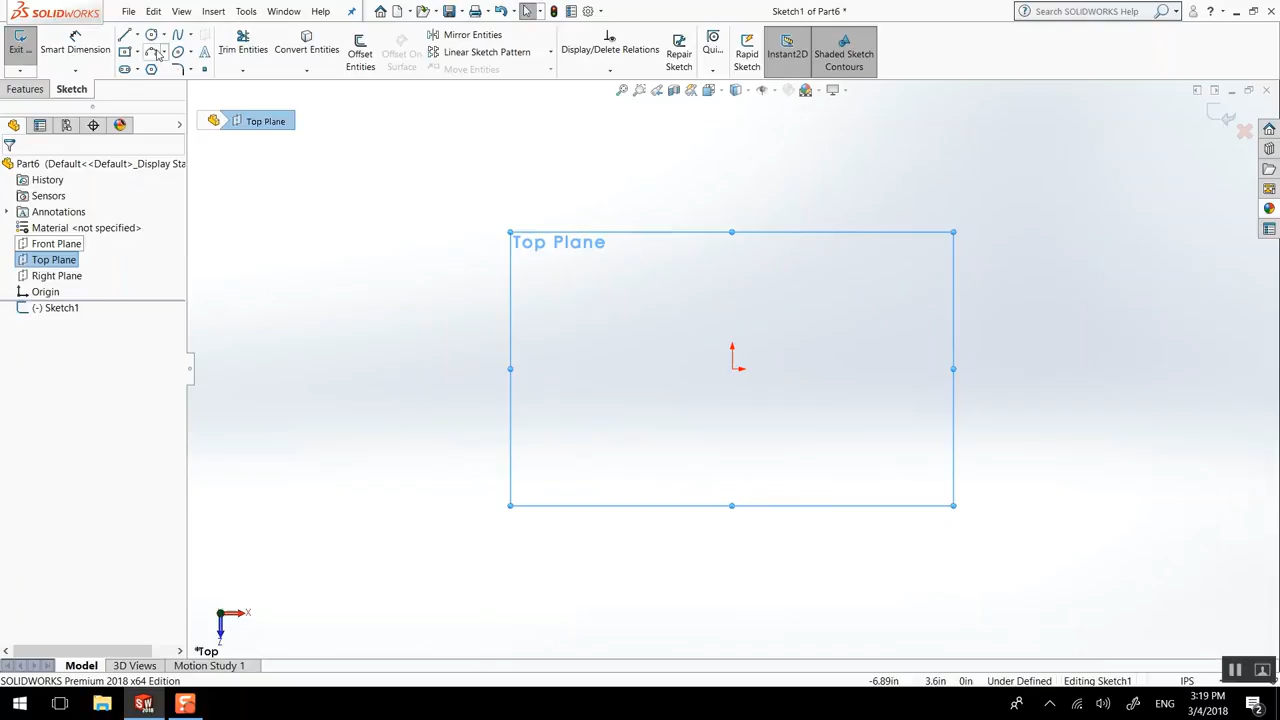 SOLIDWORKS
File Edit View Insert Tools Window Help
Sketch1 of Part6 *
Search SOLIDWORKS Help
Exit ...
Smart Dimension
Trim Entities
Convert Entities
Offset Entities
Offset On Surface
Mirror Entities
Linear Sketch Pattern
Move Entities
Display/Delete Relations
Repair Sketch
Qui...
Rapid Sketch
Instant2D
Shaded Sketch Contours
Features Sketch
Top Plane
Part6 (Default<<Default>_Display Sta
History
Sensors
Annotations
Material <not specified>
Front Plane
Top Plane
Right Plane
Origin
(-) Sketch1
Top Plane
X
Z
*Top
Model 3D Views Motion Study 1
SOLIDWORKS Premium 2018 x64 Edition
-6.89in 3.6in 0in Under Defined Editing Sketch1 IPS
SW 2018
ENG
3:19 PM
3/4/2018
2